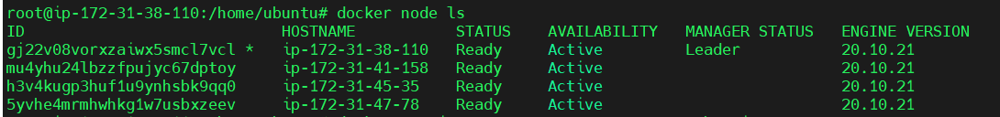 root@ip-172-31-38-110:/home/ubuntu# docker node ls
ID HOSTNAME STATUS AVAILABILITY MANAGER STATUS ENGINE VERSION
gj22v08vorxzaiwx5smcl7vcl * ip-172-31-38-110 Ready Active Leader 20.10.21
mu4yhu24lbzzfpujyc67dptoy ip-172-31-41-158 Ready Active 20.10.21
h3v4kugp3huf1u9ynhsbk9qq0 ip-172-31-45-35 Ready Active 20.10.21
5yvhe4mrmhwhkg1w7usbxzeev ip-172-31-47-78 Ready Active 20.10.21